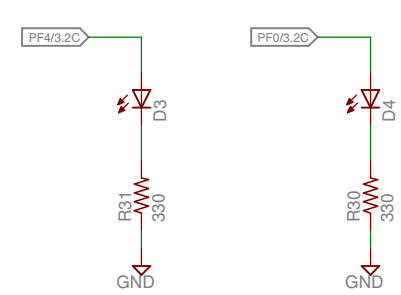 PF4/3.2C
PF0/3.2C
D3
D4
R31
330
R30
330
GND
GND